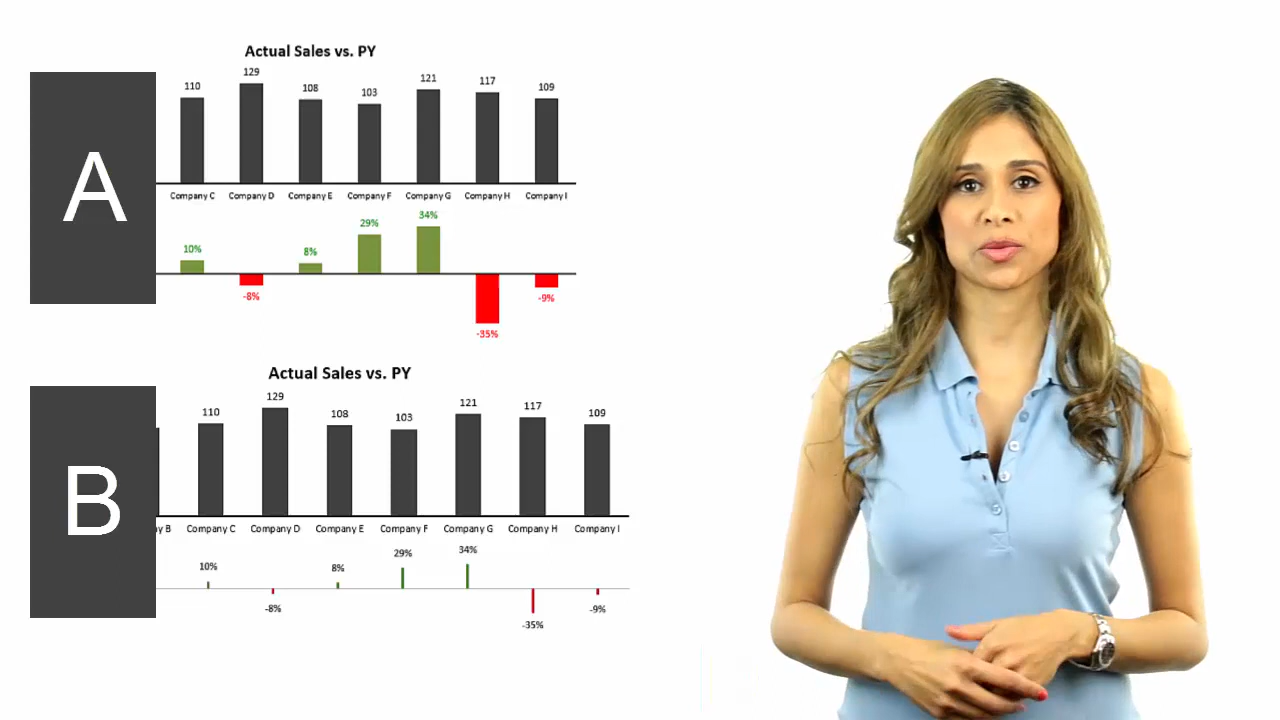 Actual Sales vs. PY
110 129 108 103 121 117 109
A
Company C Company D Company E Company F Company G Company H Company I
10% -8% 8% 29% 34% -35% -9%
Actual Sales vs. PY
110 129 108 103 121 117 109
B
y B Company C Company D Company E Company F Company G Company H Company I
10% -8% 8% 29% 34% -35% -9%